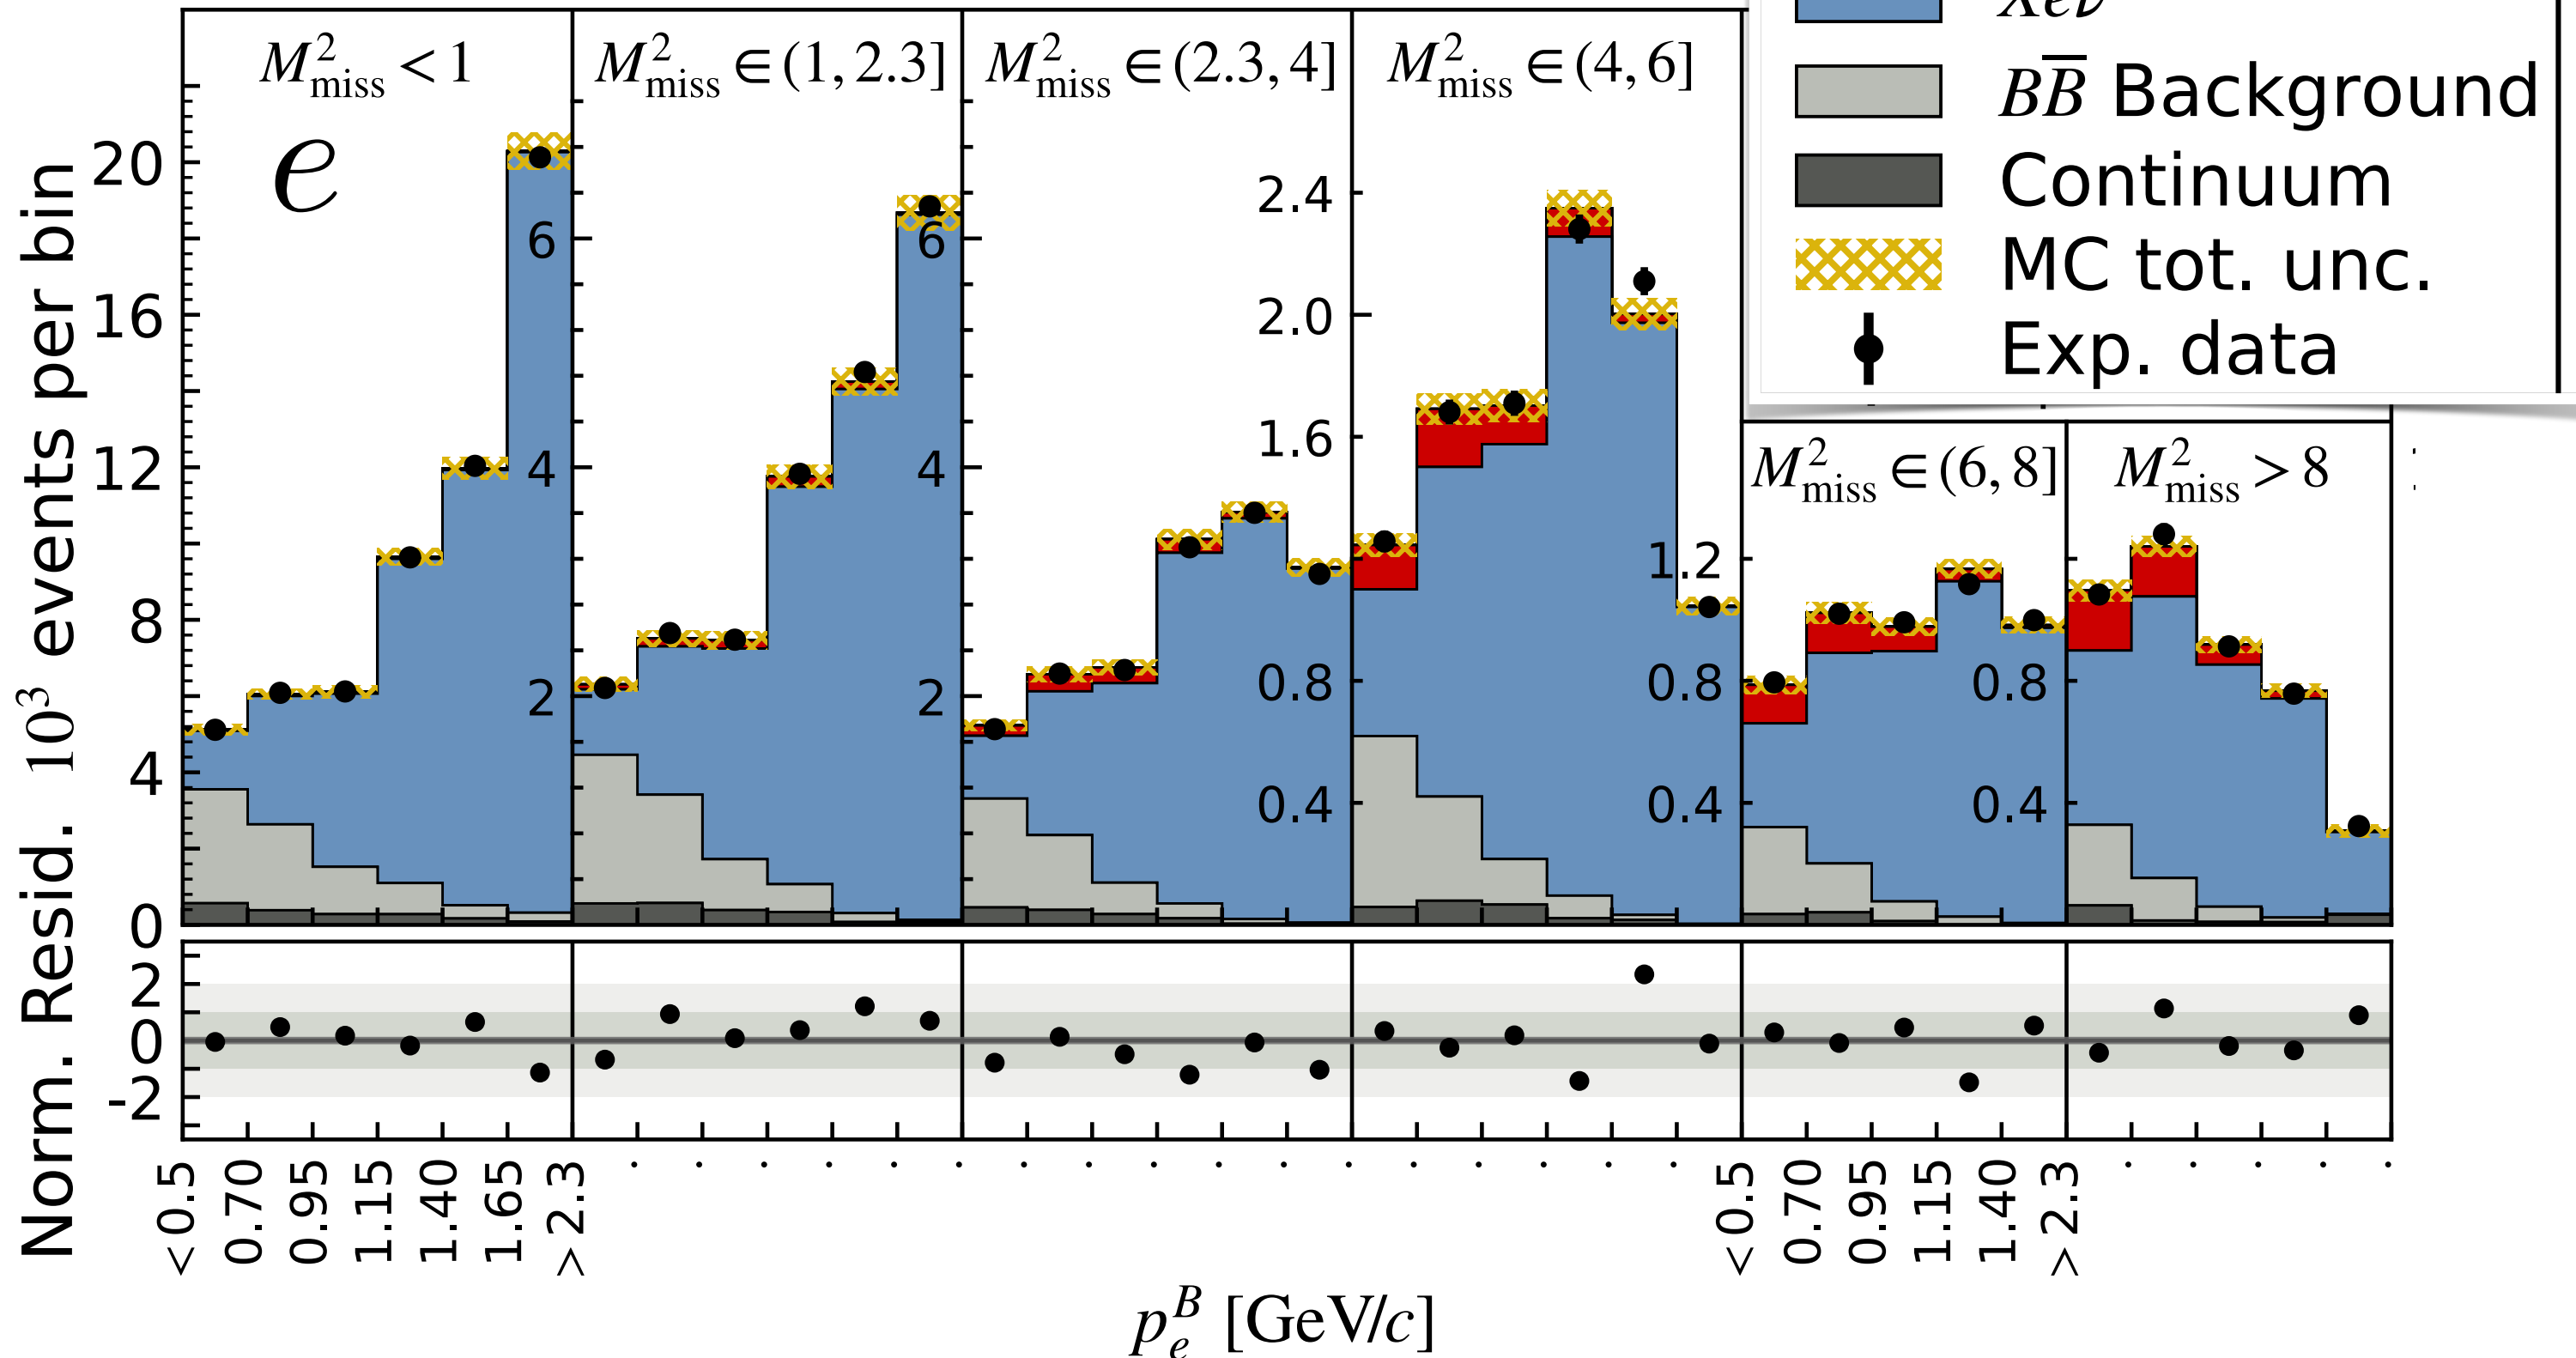 Xeν
BB̅ Background
Continuum
MC tot. unc.
Exp. data
M²miss < 1
M²miss ∈ (1, 2.3]
M²miss ∈ (2.3, 4]
M²miss ∈ (4, 6]
M²miss ∈ (6, 8]
M²miss > 8
e
10³ events per bin
20
16
12
8
4
0
6
4
2
6
4
2
2.4
2.0
1.6
0.8
0.4
1.2
0.8
0.4
0.8
0.4
Norm. Resid.
2
0
-2
<0.5
0.70
0.95
1.15
1.40
1.65
>2.3
<0.5
0.70
0.95
1.15
1.40
>2.3
pₑᴮ [GeV/c]